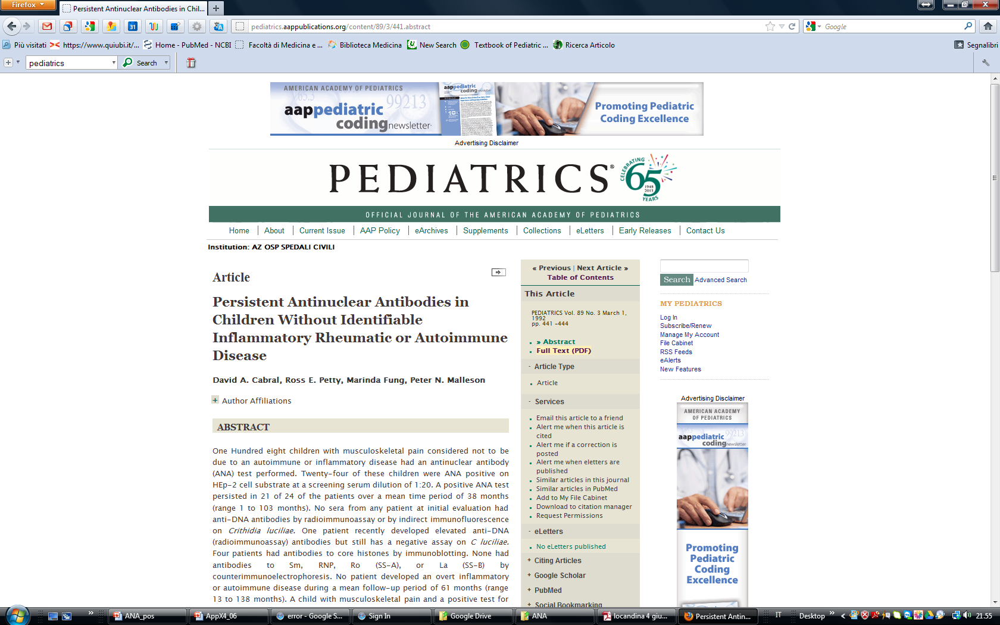 Firefox
Persistent Antinuclear Antibodies in Chil...
pediatrics.aappublications.org/content/89/3/441.abstract
Google
Più visitati
https://www.quiubi.it/...
Home - PubMed - NCBI
Facoltà di Medicina e ...
Biblioteca Medicina
New Search
Textbook of Pediatric ...
Ricerca Articolo
Segnalibri
pediatrics
Search
AMERICAN ACADEMY OF PEDIATRICS
99213
aappediatric
coding newsletter
Promoting Pediatric
Coding Excellence
Advertising Disclaimer
PEDIATRICS®
CELEBRATING
65
1948
2013
YEARS
OFFICIAL JOURNAL OF THE AMERICAN ACADEMY OF PEDIATRICS
Home
About
Current Issue
AAP Policy
eArchives
Supplements
Collections
eLetters
Early Releases
Contact Us
Institution: AZ OSP SPEDALI CIVILI
Article
Persistent Antinuclear Antibodies in
Children Without Identifiable
Inflammatory Rheumatic or Autoimmune
Disease
David A. Cabral, Ross E. Petty, Marinda Fung, Peter N. Malleson
+ Author Affiliations
ABSTRACT
One Hundred eight children with musculoskeletal pain considered not to be
due to an autoimmune or inflammatory disease had an antinuclear antibody
(ANA) test performed. Twenty-four of these children were ANA positive on
HEp-2 cell substrate at a screening serum dilution of 1:20. A positive ANA test
persisted in 21 of 24 of the patients over a mean time period of 38 months
(range 1 to 103 months). No sera from any patient at initial evaluation had
anti-DNA antibodies by radioimmunoassay or by indirect immunofluorescence
on Crithidia luciliae. One patient recently developed elevated anti-DNA
(radioimmunoassay) antibodies but still has a negative assay on C luciliae.
Four patients had antibodies to core histones by immunoblotting. None had
antibodies to Sm, RNP, Ro (SS-A), or La (SS-B) by
counterimmunoelectrophoresis. No patient developed an overt inflammatory
or autoimmune disease during a mean follow-up period of 61 months (range
13 to 138 months). A child with musculoskeletal pain and a positive test for
« Previous | Next Article »
Table of Contents
This Article
PEDIATRICS Vol. 89 No. 3 March 1,
1992
pp. 441 -444
» Abstract
Full Text (PDF)
- Article Type
Article
- Services
Email this article to a friend
Alert me when this article is
cited
Alert me if a correction is
posted
Alert me when eletters are
published
Similar articles in this journal
Similar articles in PubMed
Add to My File Cabinet
Download to citation manager
Request Permissions
- eLetters
No eLetters published
+ Citing Articles
+ Google Scholar
+ PubMed
+ Social Bookmarking
Search
Advanced Search
MY PEDIATRICS
Log In
Subscribe/Renew
Manage My Account
File Cabinet
RSS Feeds
eAlerts
New Features
Advertising Disclaimer
AMERICAN ACADEMY
OF PEDIATRICS
99213
aappediatric
coding newsletter
Promoting
Pediatric
Coding
Excellence
ANA_pos
AppX4_06
error - Google S...
Sign In
Google Drive
ANA
locandina 4 giu...
Persistent Antin...
IT
Desktop
21.55